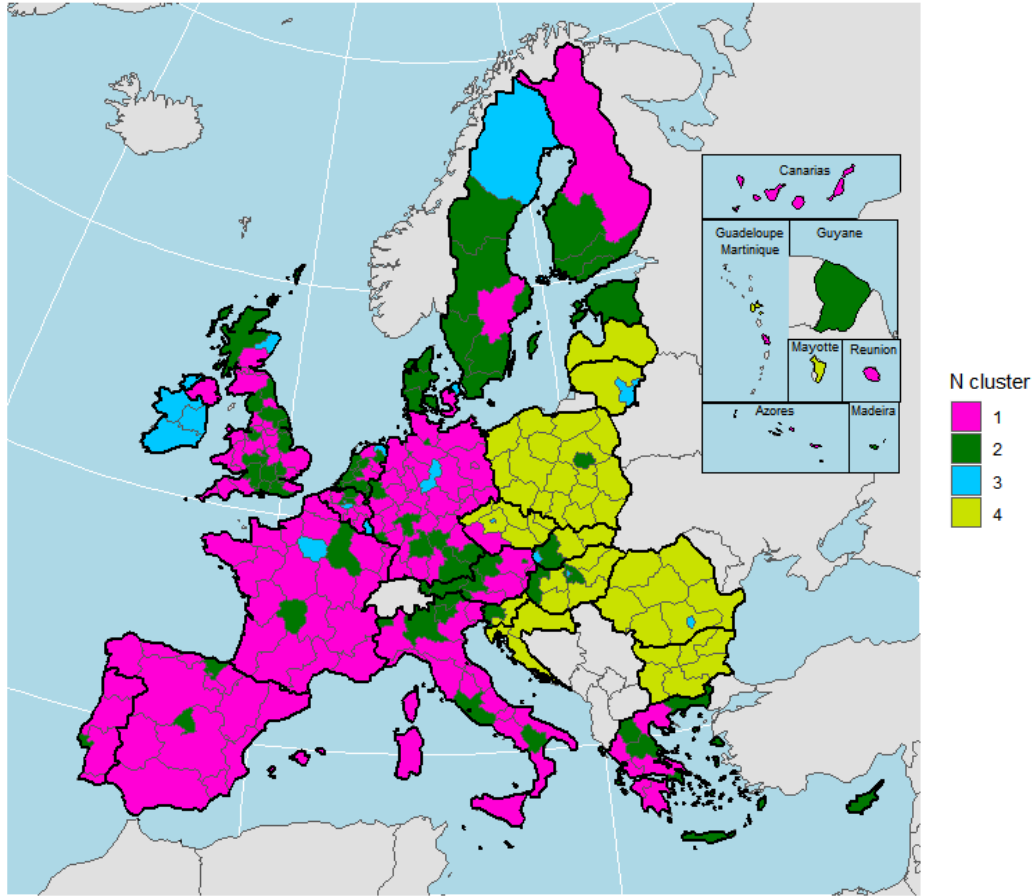 Canarias
Guadeloupe
Martinique
Guyane
Mayotte
Reunion
Azores
Madeira
N cluster
1
2
3
4